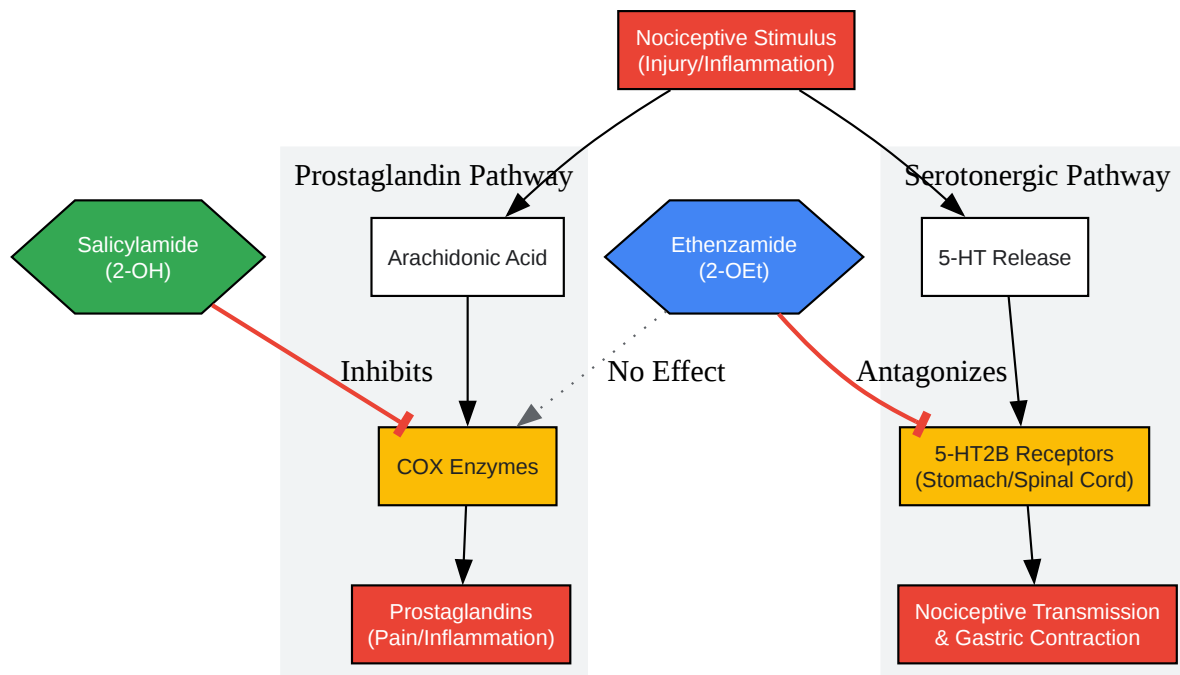 Nociceptive Stimulus
(Injury/Inflammation)
Prostaglandin Pathway
Serotonergic Pathway
Salicylamide
(2-OH)
Arachidonic Acid
Ethenzamide
(2-OEt)
5-HT Release
Inhibits
No Effect
Antagonizes
COX Enzymes
5-HT2B Receptors
(Stomach/Spinal Cord)
Prostaglandins
(Pain/Inflammation)
Nociceptive Transmission
& Gastric Contraction